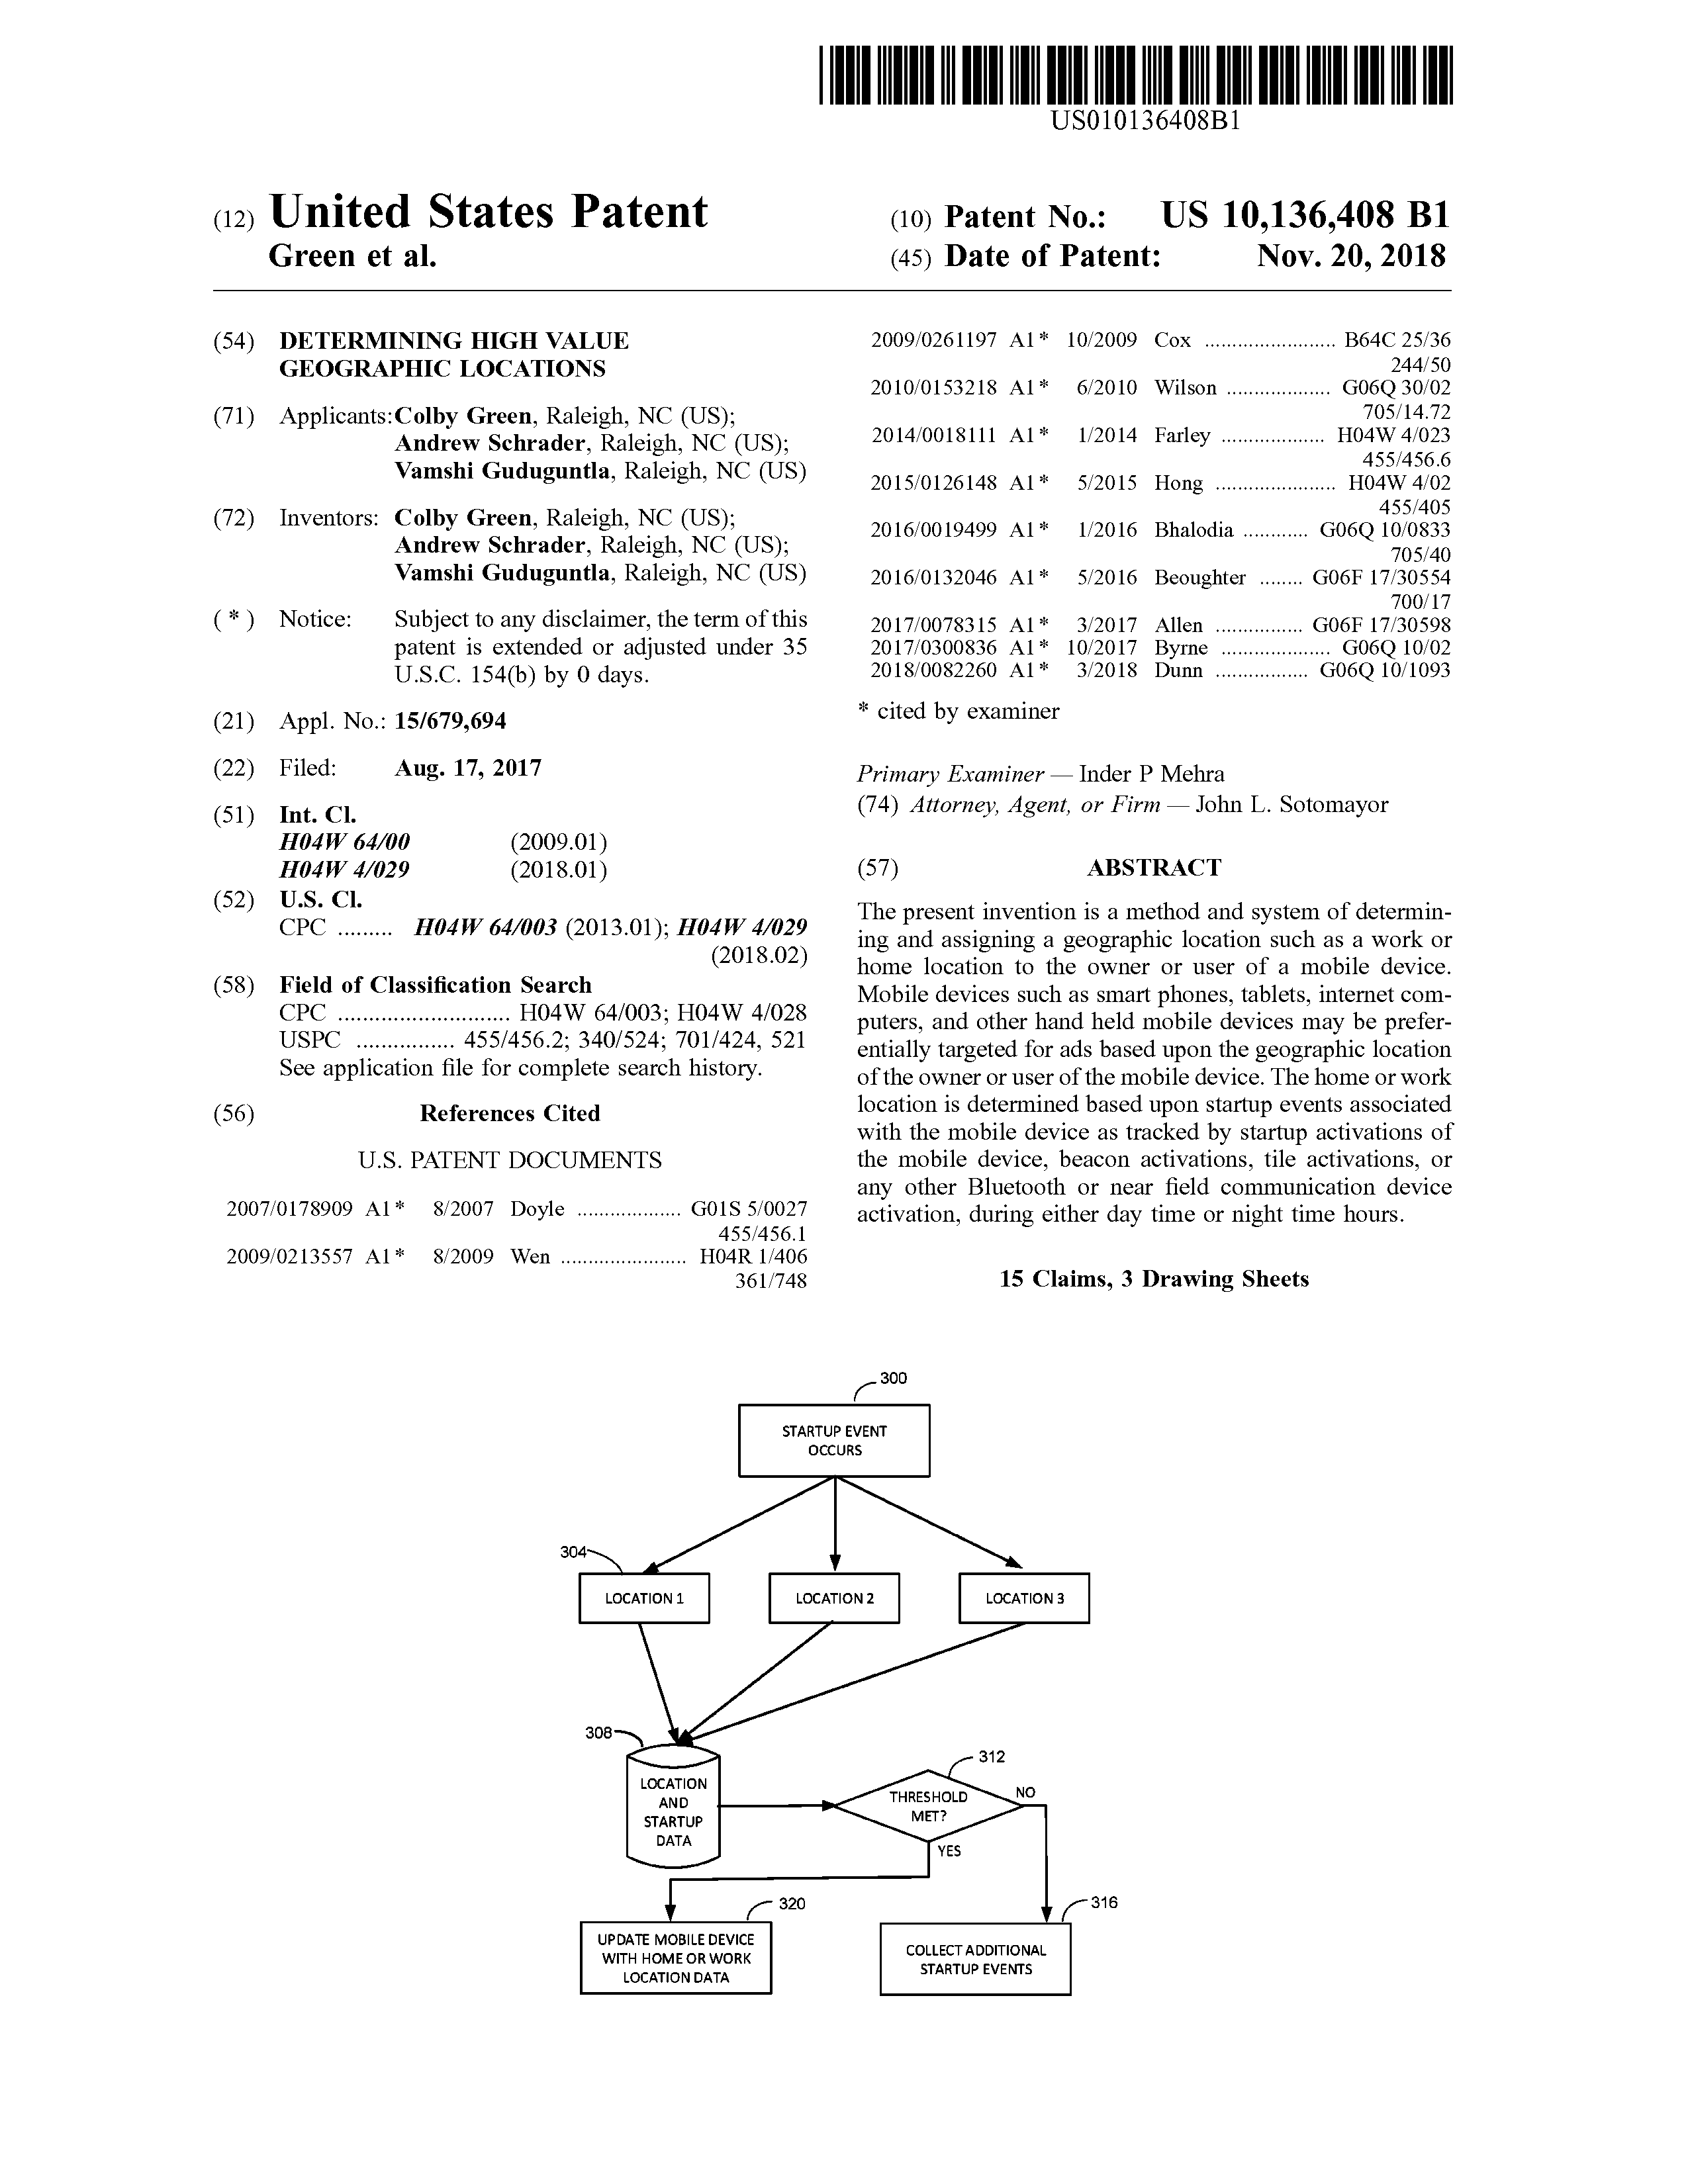 US010136408B1
(12) United States Patent
Green et al.
(10) Patent No.: US 10,136,408 B1
(45) Date of Patent: Nov. 20, 2018
(54) DETERMINING HIGH VALUE
GEOGRAPHIC LOCATIONS
(71) Applicants: Colby Green, Raleigh, NC (US);
Andrew Schrader, Raleigh, NC (US);
Vamshi Guduguntla, Raleigh, NC (US)
(72) Inventors: Colby Green, Raleigh, NC (US);
Andrew Schrader, Raleigh, NC (US);
Vamshi Guduguntla, Raleigh, NC (US)
( * ) Notice: Subject to any disclaimer, the term of this
patent is extended or adjusted under 35
U.S.C. 154(b) by 0 days.
(21) Appl. No.: 15/679,694
(22) Filed: Aug. 17, 2017
(51) Int. Cl.
H04W 64/00 (2009.01)
H04W 4/029 (2018.01)
(52) U.S. Cl.
CPC ......... H04W 64/003 (2013.01); H04W 4/029
(2018.02)
(58) Field of Classification Search
CPC ............................ H04W 64/003; H04W 4/028
USPC ................ 455/456.2; 340/524; 701/424, 521
See application file for complete search history.
(56) References Cited
U.S. PATENT DOCUMENTS
2007/0178909 A1* 8/2007 Doyle ................... G01S 5/0027
455/456.1
2009/0213557 A1* 8/2009 Wen ....................... H04R 1/406
361/748
2009/0261197 A1* 10/2009 Cox ........................ B64C 25/36
244/50
2010/0153218 A1* 6/2010 Wilson ................... G06Q 30/02
705/14.72
2014/0018111 A1* 1/2014 Farley ................... H04W 4/023
455/456.6
2015/0126148 A1* 5/2015 Hong ...................... H04W 4/02
455/405
2016/0019499 A1* 1/2016 Bhalodia ............ G06Q 10/0833
705/40
2016/0132046 A1* 5/2016 Beoughter ........ G06F 17/30554
700/17
2017/0078315 A1* 3/2017 Allen ................ G06F 17/30598
2017/0300836 A1* 10/2017 Byrne .................... G06Q 10/02
2018/0082260 A1* 3/2018 Dunn ................. G06Q 10/1093
* cited by examiner
Primary Examiner — Inder P Mehra
(74) Attorney, Agent, or Firm — John L. Sotomayor
(57) ABSTRACT
The present invention is a method and system of determin-
ing and assigning a geographic location such as a work or
home location to the owner or user of a mobile device.
Mobile devices such as smart phones, tablets, internet com-
puters, and other hand held mobile devices may be prefer-
entially targeted for ads based upon the geographic location
of the owner or user of the mobile device. The home or work
location is determined based upon startup events associated
with the mobile device as tracked by startup activations of
the mobile device, beacon activations, tile activations, or
any other Bluetooth or near field communication device
activation, during either day time or night time hours.
15 Claims, 3 Drawing Sheets
300
STARTUP EVENT
OCCURS
304
LOCATION 1
LOCATION 2
LOCATION 3
308
LOCATION
AND
STARTUP
DATA
312
THRESHOLD
MET?
NO
YES
320
UPDATE MOBILE DEVICE
WITH HOME OR WORK
LOCATION DATA
316
COLLECT ADDITIONAL
STARTUP EVENTS